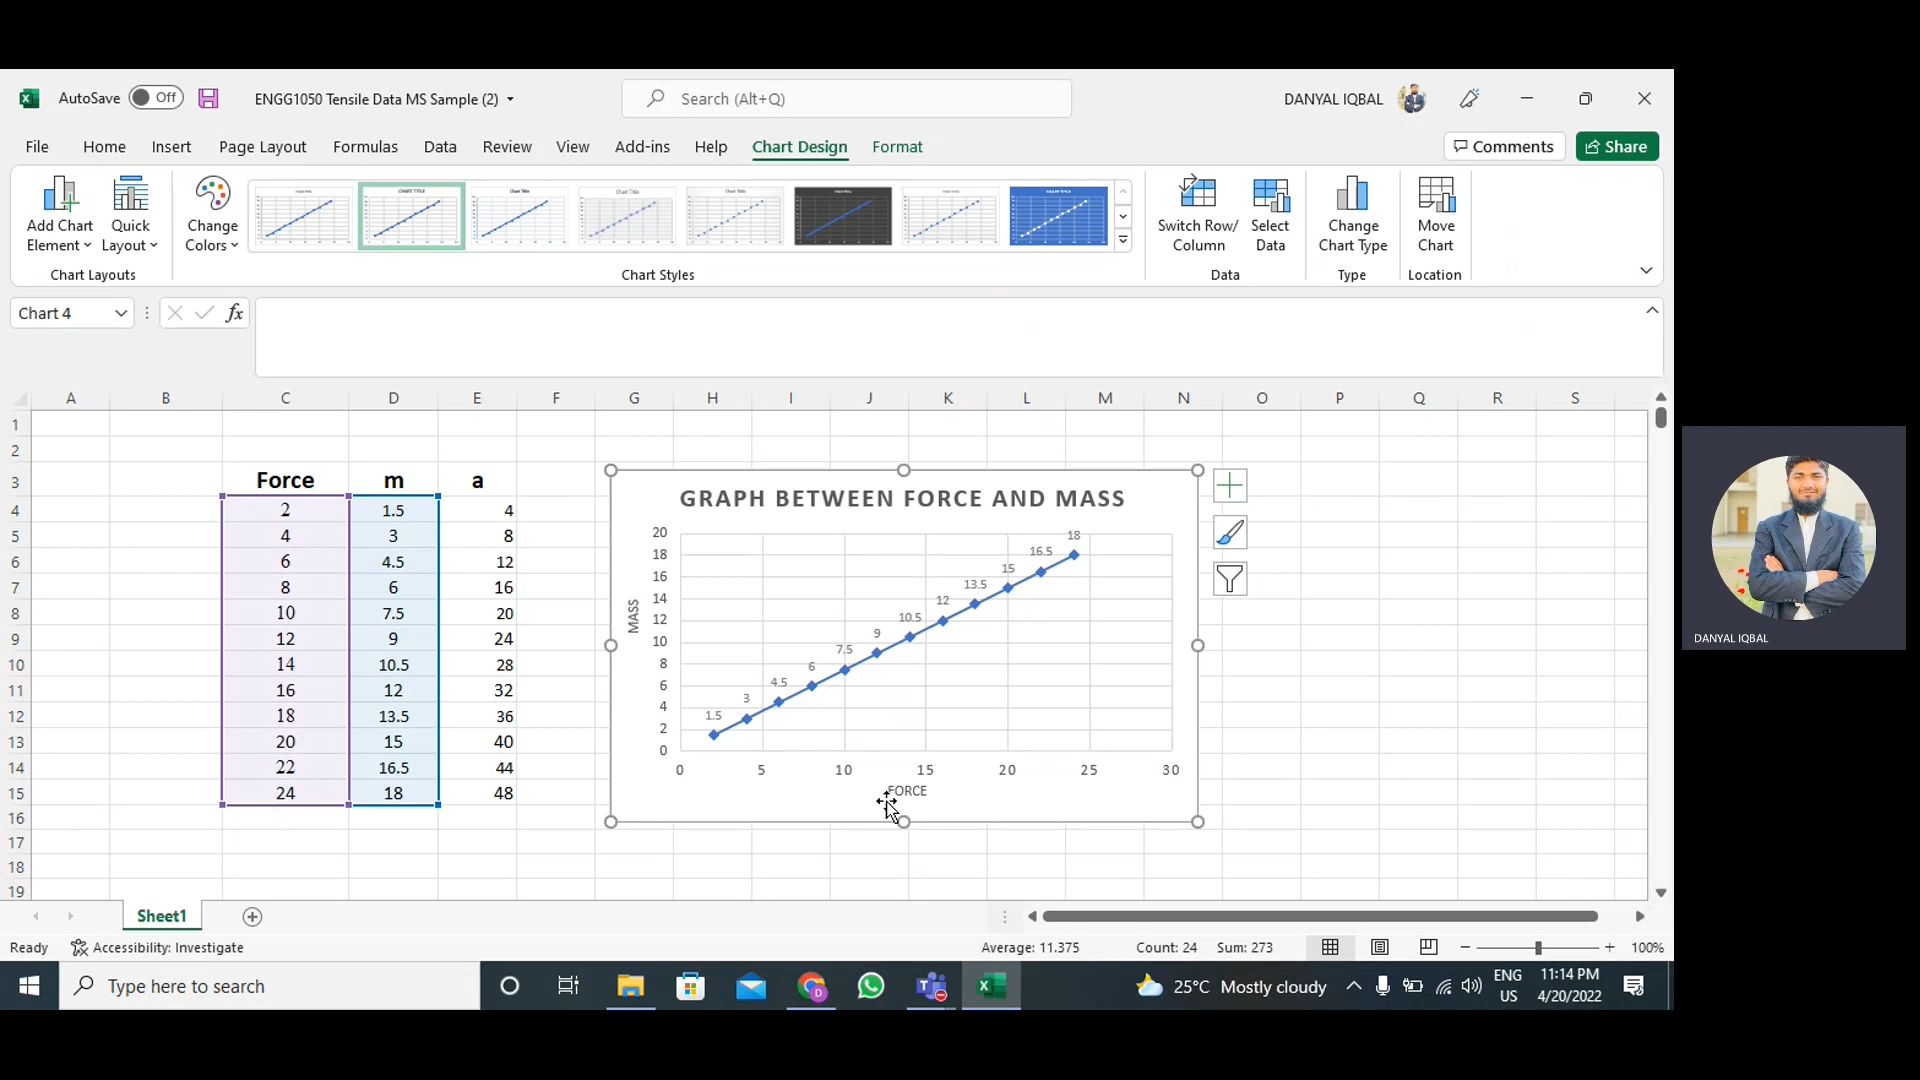 AutoSave Off ENGG1050 Tensile Data MS Sample (2) Search (Alt+Q) DANYAL IQBAL
File Home Insert Page Layout Formulas Data Review View Add-ins Help Chart Design Format Comments Share
Add Chart Element Quick Layout Change Colors Switch Row/ Column Select Data Change Chart Type Move Chart
Chart Layouts Chart Styles Data Type Location
Chart 4 fx
A B C D E F G H I J K L M N O P Q R S
1
2
3 Force m a
4 2 1.5 4
5 4 3 8
6 6 4.5 12
7 8 6 16
8 10 7.5 20
9 12 9 24
10 14 10.5 28
11 16 12 32
12 18 13.5 36
13 20 15 40
14 22 16.5 44
15 24 18 48
16
17
18
19
GRAPH BETWEEN FORCE AND MASS
MASS
20
18
16
14
12
10
8
6
4
2
0
1.5 3 4.5 6 7.5 9 10.5 12 13.5 15 16.5 18
0 5 10 15 20 25 30
FORCE
DANYAL IQBAL
Sheet1
Ready Accessibility: Investigate Average: 11.375 Count: 24 Sum: 273 100%
Type here to search 25°C Mostly cloudy ENG US 11:14 PM 4/20/2022